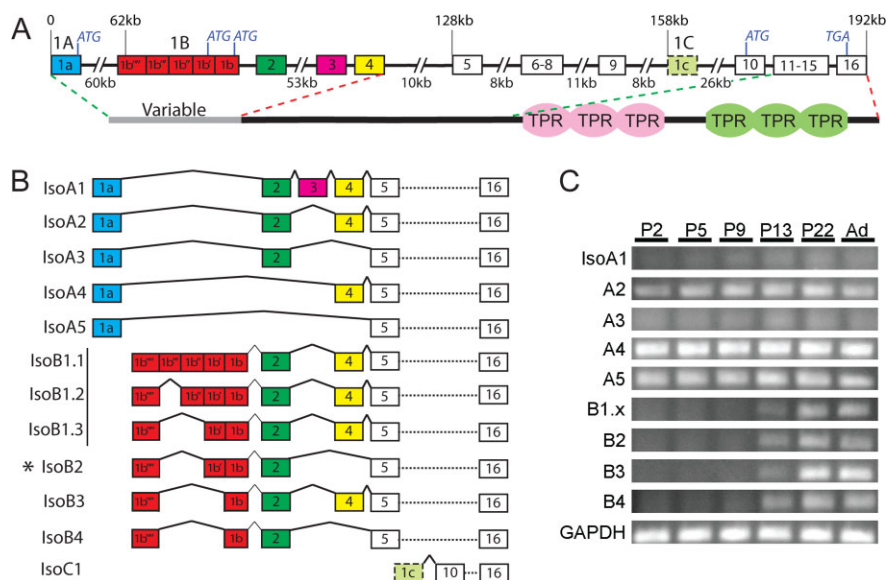 A
0 62kb 128kb 158kb 192kb
1A ATG 1B ATG ATG 1C ATG TGA
1a 1b'''' 1b''' 1b'' 1b' 1b 2 3 4 5 6-8 9 1c 10 11-15 16
60kb 53kb 10kb 8kb 11kb 8kb 26kb
Variable TPR TPR TPR TPR TPR TPR
B
IsoA1 1a 2 3 4 5 16
IsoA2 1a 2 4 5 16
IsoA3 1a 2 5 16
IsoA4 1a 4 5 16
IsoA5 1a 5 16
IsoB1.1 1b'''' 1b''' 1b'' 1b' 1b 2 4 5 16
IsoB1.2 1b'''' 1b'' 1b' 1b 2 4 5 16
IsoB1.3 1b'''' 1b' 1b 2 4 5 16
* IsoB2 1b'''' 1b' 1b 2 5 16
IsoB3 1b'''' 1b 2 4 5 16
IsoB4 1b'''' 1b 2 5 16
IsoC1 1c 10 16
C
P2 P5 P9 P13 P22 Ad
IsoA1
A2
A3
A4
A5
B1.x
B2
B3
B4
GAPDH